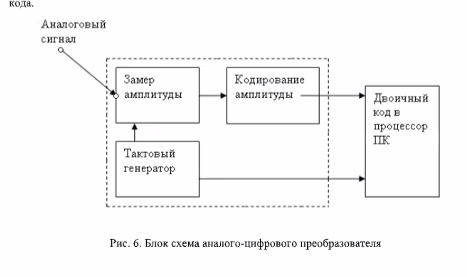 кода.
Аналоговый
сигнал
Замер
амплитуды
Кодирование
амплитуды
Двоичный
код в
процессор
ПК
Тактовый
генератор
Рис. 6. Блок схема аналого-цифрового преобразователя